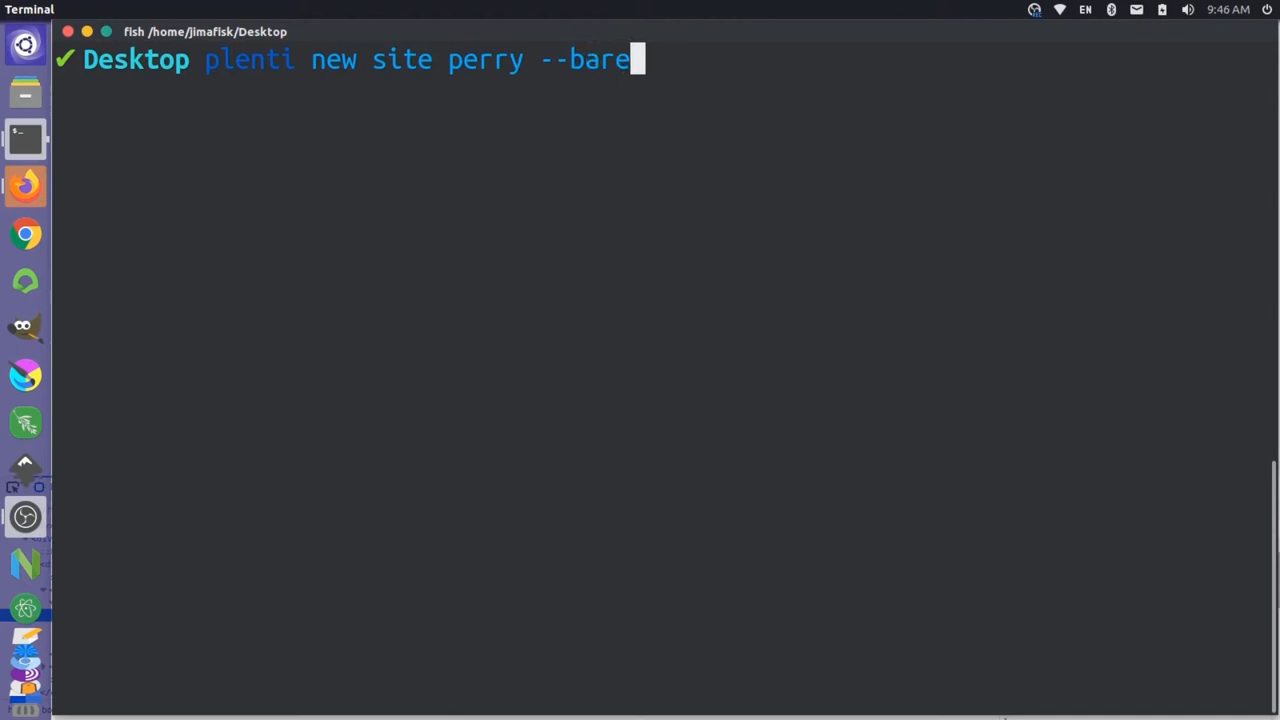 Terminal
EN 9:46 AM
fish /home/jimafisk/Desktop
✔ Desktop plenti new site perry --bare